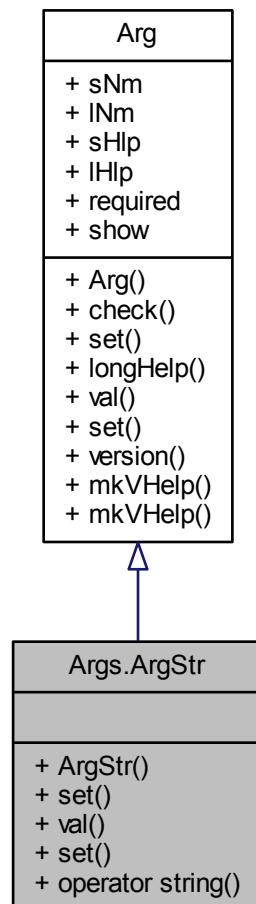 Arg
+ sNm
+ lNm
+ sHlp
+ lHlp
+ required
+ show
+ Arg()
+ check()
+ set()
+ longHelp()
+ val()
+ set()
+ version()
+ mkVHelp()
+ mkVHelp()
Args.ArgStr
+ ArgStr()
+ set()
+ val()
+ set()
+ operator string()